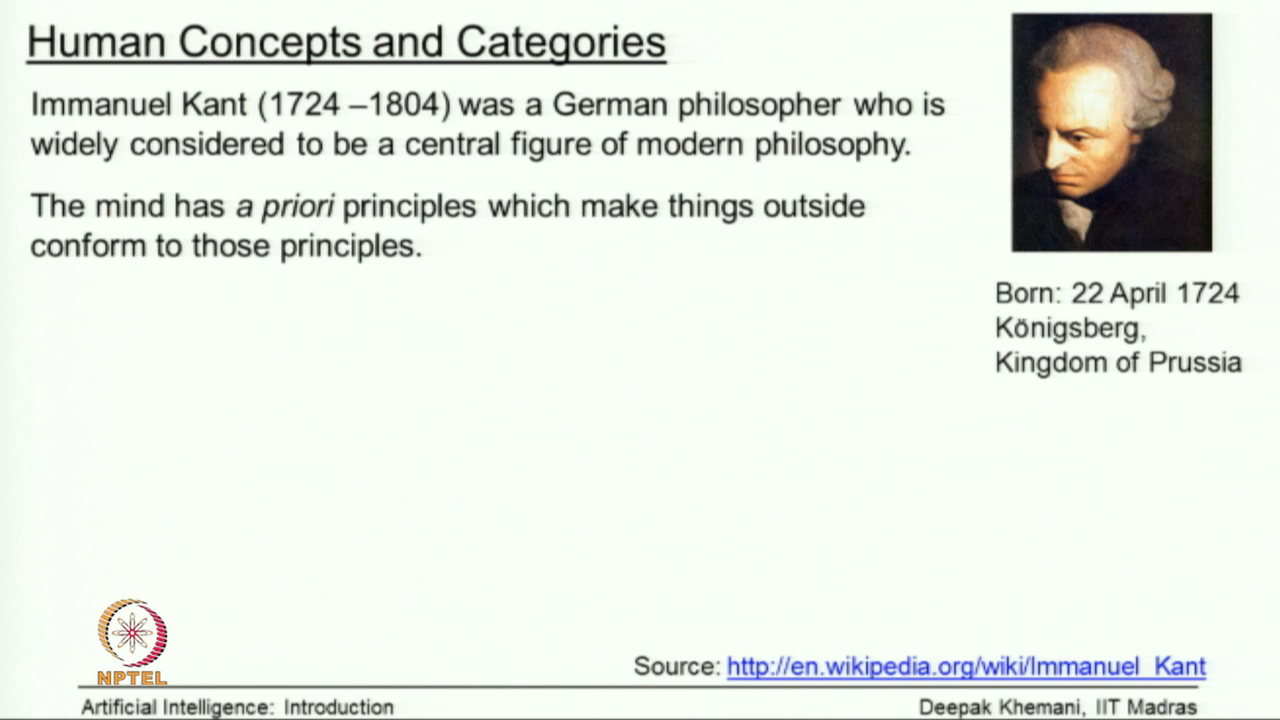 Human Concepts and Categories
Immanuel Kant (1724 –1804) was a German philosopher who is
widely considered to be a central figure of modern philosophy.
The mind has a priori principles which make things outside
conform to those principles.
Born: 22 April 1724
Königsberg,
Kingdom of Prussia
NPTEL
Source: http://en.wikipedia.org/wiki/Immanuel_Kant
Artificial Intelligence: Introduction
Deepak Khemani, IIT Madras